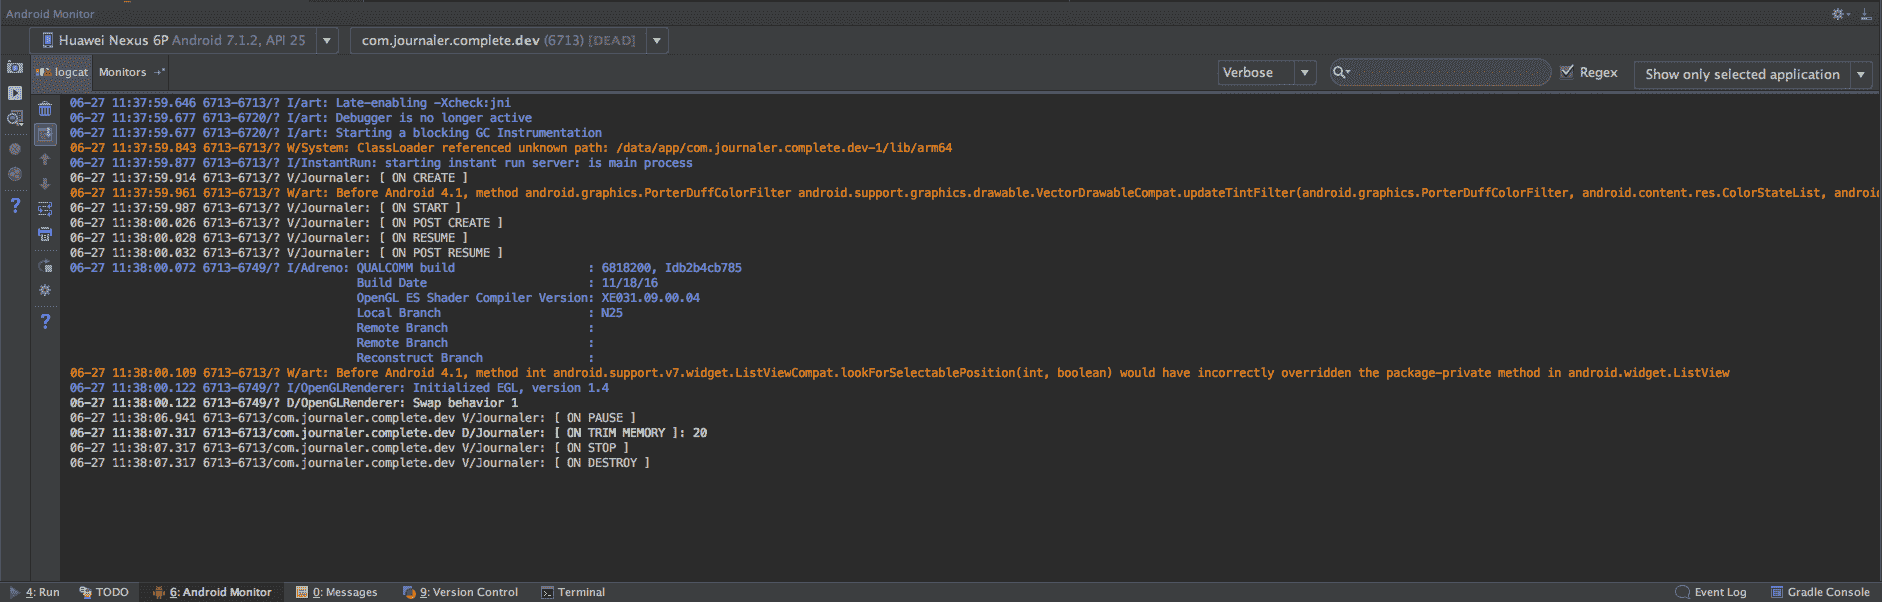 Android Monitor
Huawei Nexus 6P Android 7.1.2, API 25 com.journaler.complete.dev (6713) [DEAD]
logcat Monitors Verbose Regex Show only selected application
06-27 11:37:59.646 6713-6713/? I/art: Late-enabling -Xcheck:jni
06-27 11:37:59.677 6713-6720/? I/art: Debugger is no longer active
06-27 11:37:59.677 6713-6720/? I/art: Starting a blocking GC Instrumentation
06-27 11:37:59.843 6713-6713/? W/System: ClassLoader referenced unknown path: /data/app/com.journaler.complete.dev-1/lib/arm64
06-27 11:37:59.877 6713-6713/? I/InstantRun: starting instant run server: is main process
06-27 11:37:59.914 6713-6713/? V/Journaler: [ ON CREATE ]
06-27 11:37:59.961 6713-6713/? W/art: Before Android 4.1, method android.graphics.PorterDuffColorFilter android.support.graphics.drawable.VectorDrawableCompat.updateTintFilter(android.graphics.PorterDuffColorFilter, android.content.res.ColorStateList, androi
06-27 11:37:59.987 6713-6713/? V/Journaler: [ ON START ]
06-27 11:38:00.026 6713-6713/? V/Journaler: [ ON POST CREATE ]
06-27 11:38:00.028 6713-6713/? V/Journaler: [ ON RESUME ]
06-27 11:38:00.032 6713-6713/? V/Journaler: [ ON POST RESUME ]
06-27 11:38:00.072 6713-6749/? I/Adreno: QUALCOMM build : 6818200, Idb2b4cb785
Build Date : 11/18/16
OpenGL ES Shader Compiler Version: XE031.09.00.04
Local Branch : N25
Remote Branch :
Remote Branch :
Reconstruct Branch :
06-27 11:38:00.109 6713-6713/? W/art: Before Android 4.1, method int android.support.v7.widget.ListViewCompat.lookForSelectablePosition(int, boolean) would have incorrectly overridden the package-private method in android.widget.ListView
06-27 11:38:00.122 6713-6749/? I/OpenGLRenderer: Initialized EGL, version 1.4
06-27 11:38:00.122 6713-6749/? D/OpenGLRenderer: Swap behavior 1
06-27 11:38:06.941 6713-6713/com.journaler.complete.dev V/Journaler: [ ON PAUSE ]
06-27 11:38:07.317 6713-6713/com.journaler.complete.dev D/Journaler: [ ON TRIM MEMORY ]: 20
06-27 11:38:07.317 6713-6713/com.journaler.complete.dev V/Journaler: [ ON STOP ]
06-27 11:38:07.317 6713-6713/com.journaler.complete.dev V/Journaler: [ ON DESTROY ]
4: Run TODO 6: Android Monitor 0: Messages 9: Version Control Terminal Event Log Gradle Console